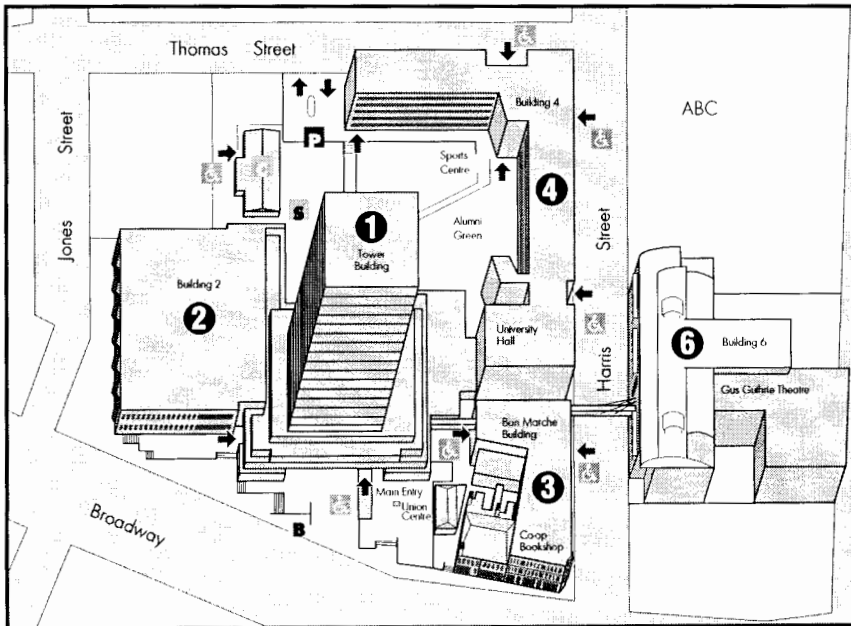 Thomas Street
Building 4
ABC
Jones Street
P
Sports
Centre
4
C
S
1
Tower
Building
Alumni
Green
Harris Street
Building 2
2
University
Hall
6
Building 6
Gus Guthrie Theatre
Bon Marche
Building
3
Main Entry
Union
Centre
B
Co-op
Bookshop
Broadway